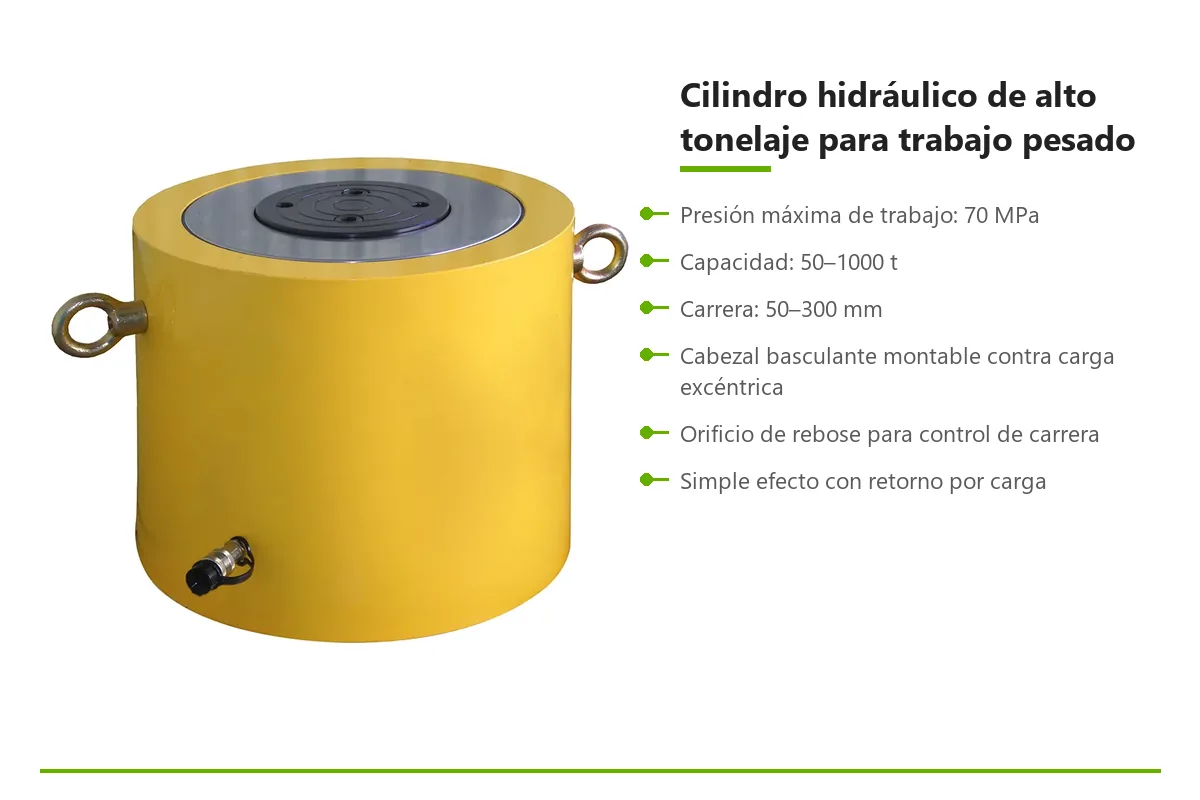 Cilindro hidráulico de alto
tonelaje para trabajo pesado
Presión máxima de trabajo: 70 MPa
Capacidad: 50–1000 t
Carrera: 50–300 mm
Cabezal basculante montable contra carga
excéntrica
Orificio de rebose para control de carrera
Simple efecto con retorno por carga